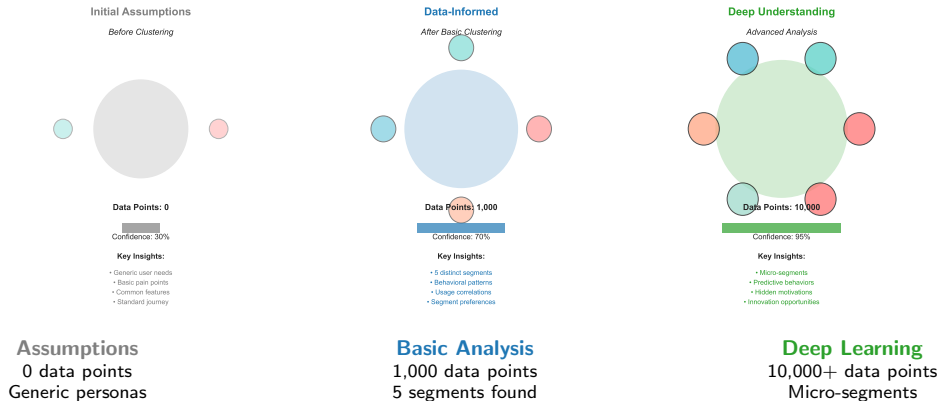 Initial Assumptions
Before Clustering
Data Points: 0
Confidence: 30%
Key Insights:
• Generic user needs
• Basic pain points
• Common features
• Standard journey
Data-Informed
After Basic Clustering
Data Points: 1,000
Confidence: 70%
Key Insights:
• 5 distinct segments
• Behavioral patterns
• Usage correlations
• Segment preferences
Deep Understanding
Advanced Analysis
Data Points: 10,000
Confidence: 95%
Key Insights:
• Micro-segments
• Predictive behaviors
• Hidden motivations
• Innovation opportunities
Assumptions
0 data points
Generic personas
Basic Analysis
1,000 data points
5 segments found
Deep Learning
10,000+ data points
Micro-segments